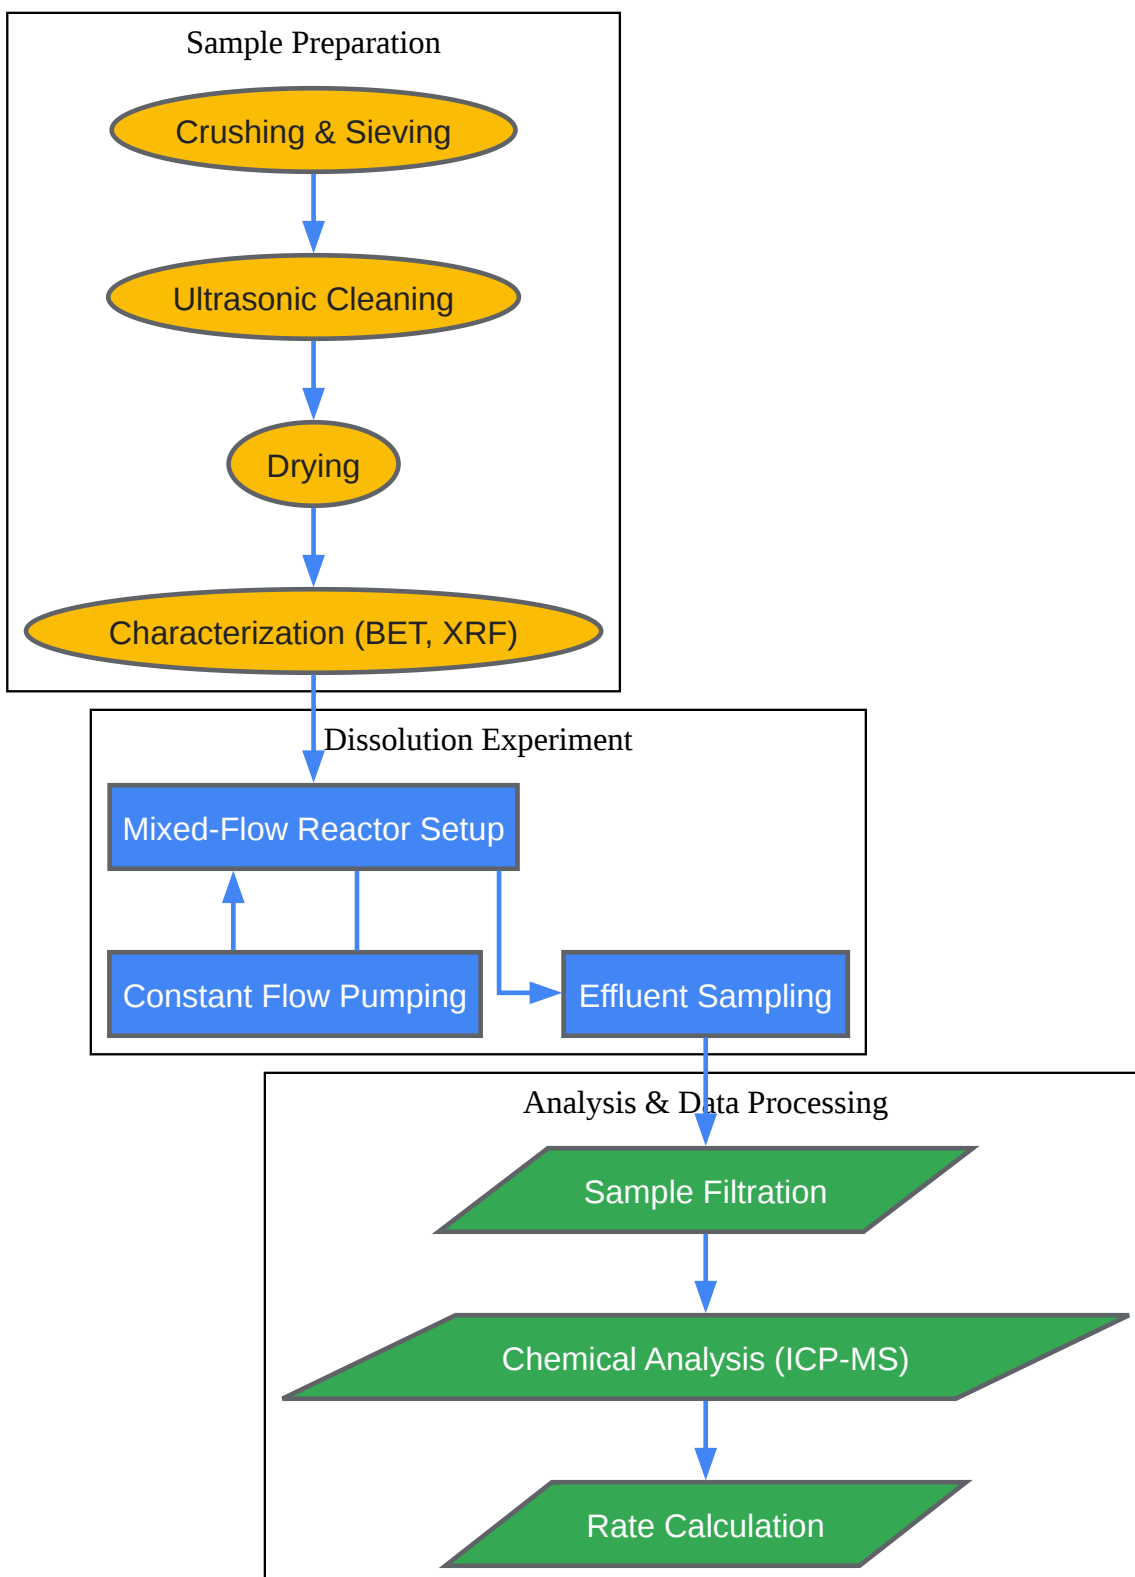 Sample Preparation
Crushing & Sieving
Ultrasonic Cleaning
Drying
Characterization (BET, XRF)
Dissolution Experiment
Mixed-Flow Reactor Setup
Constant Flow Pumping
Effluent Sampling
Analysis & Data Processing
Sample Filtration
Chemical Analysis (ICP-MS)
Rate Calculation